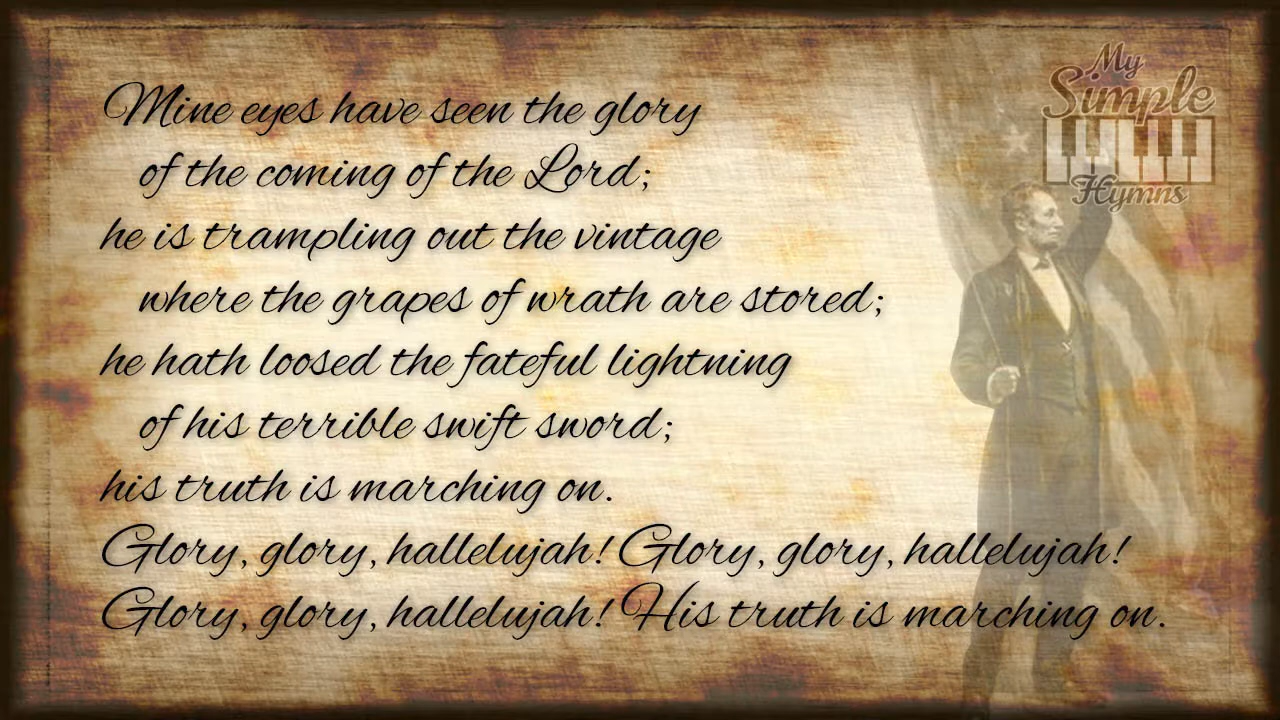 My
Simple
Hymns
Mine eyes have seen the glory
of the coming of the Lord;
he is trampling out the vintage
where the grapes of wrath are stored;
he hath loosed the fateful lightning
of his terrible swift sword;
his truth is marching on.
Glory, glory, hallelujah! Glory, glory, hallelujah!
Glory, glory, hallelujah! His truth is marching on.